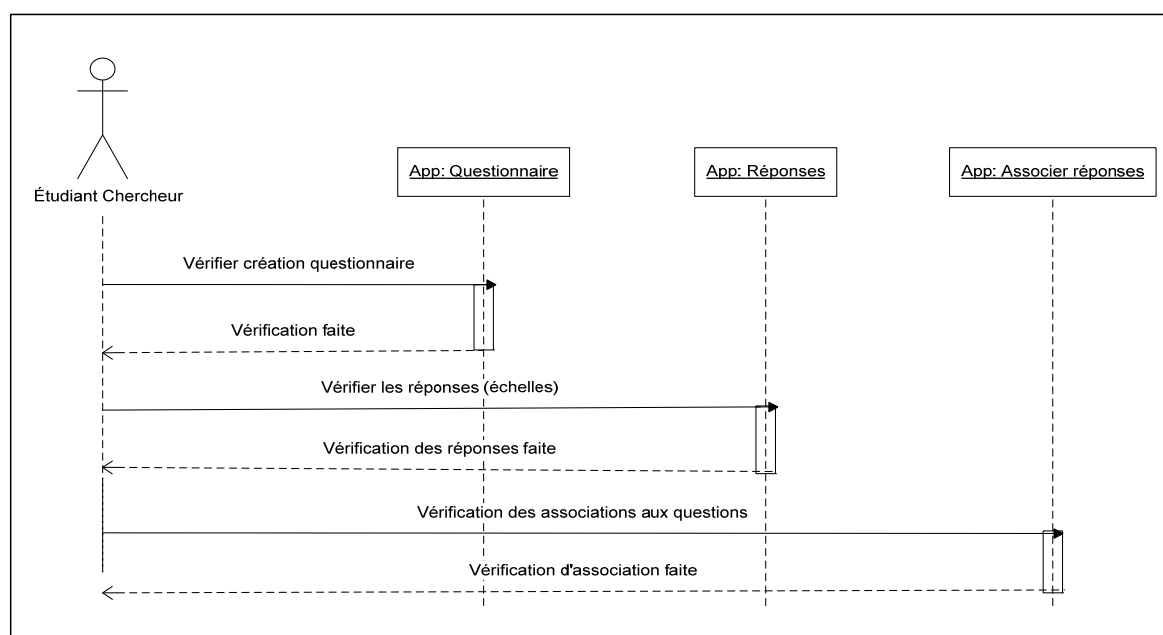 Étudiant Chercheur
App: Questionnaire
App: Réponses
App: Associer réponses
Vérifier création questionnaire
Vérification faite
Vérifier les réponses (échelles)
Vérification des réponses faite
Vérification des associations aux questions
Vérification d'association faite